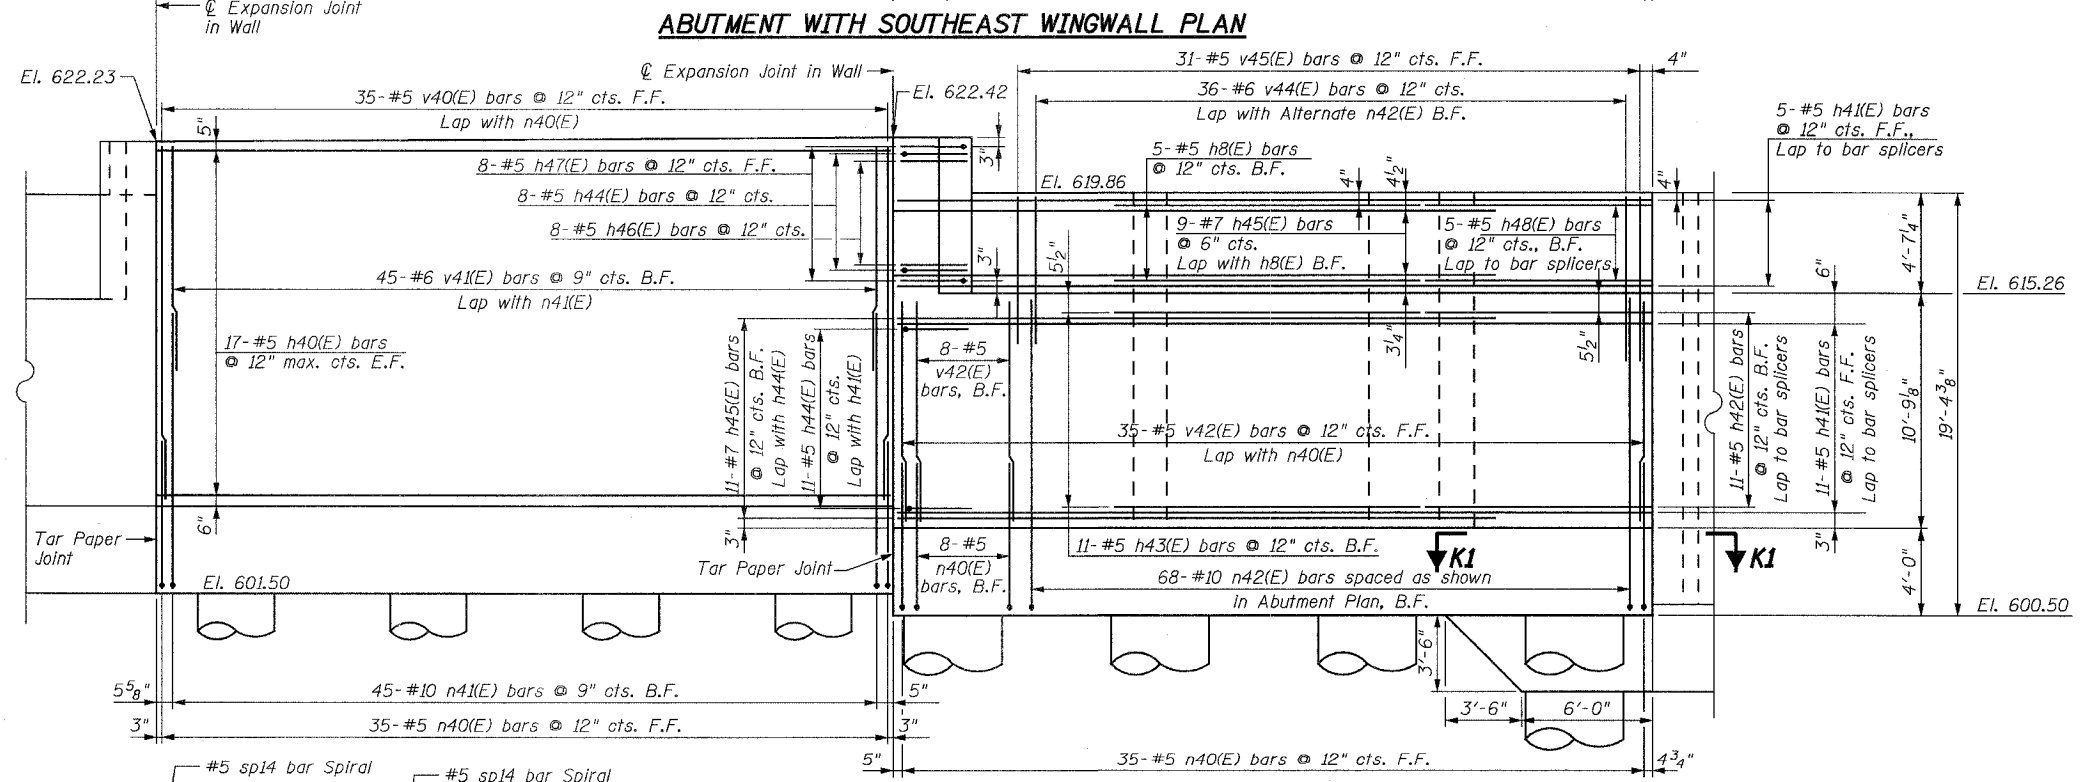 ℄ Expansion Joint
in Wall
ABUTMENT WITH SOUTHEAST WINGWALL PLAN
El. 622.23
℄ Expansion Joint in Wall
31-#5 v45(E) bars @ 12" cts. F.F.
4"
35-#5 v40(E) bars @ 12" cts. F.F.
Lap with n40(E)
El. 622.42
36-#6 v44(E) bars @ 12" cts.
Lap with Alternate n42(E) B.F.
5-#5 h41(E) bars
@ 12" cts. F.F.,
Lap to bar splicers
5"
3"
8-#5 h47(E) bars @ 12" cts. F.F.
5-#5 h8(E) bars
@ 12" cts. B.F.
8-#5 h44(E) bars @ 12" cts.
El. 619.86
4"
4½"
4"
8-#5 h46(E) bars @ 12" cts.
9-#7 h45(E) bars
@ 6" cts.
Lap with h8(E) B.F.
5-#5 h48(E) bars
@ 12" cts., B.F.
Lap to bar splicers
4'-7¼"
3"
5½"
6"
45-#6 v41(E) bars @ 9" cts. B.F.
Lap with n41(E)
El. 615.26
17-#5 h40(E) bars
@ 12" max. cts. E.F.
11-#7 h45(E) bars
@ 12" cts. B.F.
Lap with h44(E)
11-#5 h44(E) bars
@ 12" cts.
Lap with h41(E)
8-#5
v42(E)
bars, B.F.
3¼"
5½"
11-#5 h42(E) bars
@ 12" cts. B.F.
Lap to bar splicers
11-#5 h41(E) bars
@ 12" cts. F.F.
Lap to bar splicers
10'-9⅛"
19'-4⅜"
35-#5 v42(E) bars @ 12" cts. F.F.
Lap with n40(E)
6"
3"
3"
Tar Paper
Joint
Tar Paper Joint
8-#5
n40(E)
bars, B.F.
11-#5 h43(E) bars @ 12" cts. B.F.
K1
K1
4'-0"
El. 601.50
68-#10 n42(E) bars spaced as shown
in Abutment Plan, B.F.
El. 600.50
3'-6"
5⅝"
45-#10 n41(E) bars @ 9" cts. B.F.
5"
3'-6"
6'-0"
3"
35-#5 n40(E) bars @ 12" cts. F.F.
3"
5"
35-#5 n40(E) bars @ 12" cts. F.F.
4¾"
#5 sp14 bar Spiral
#5 sp14 bar Spiral